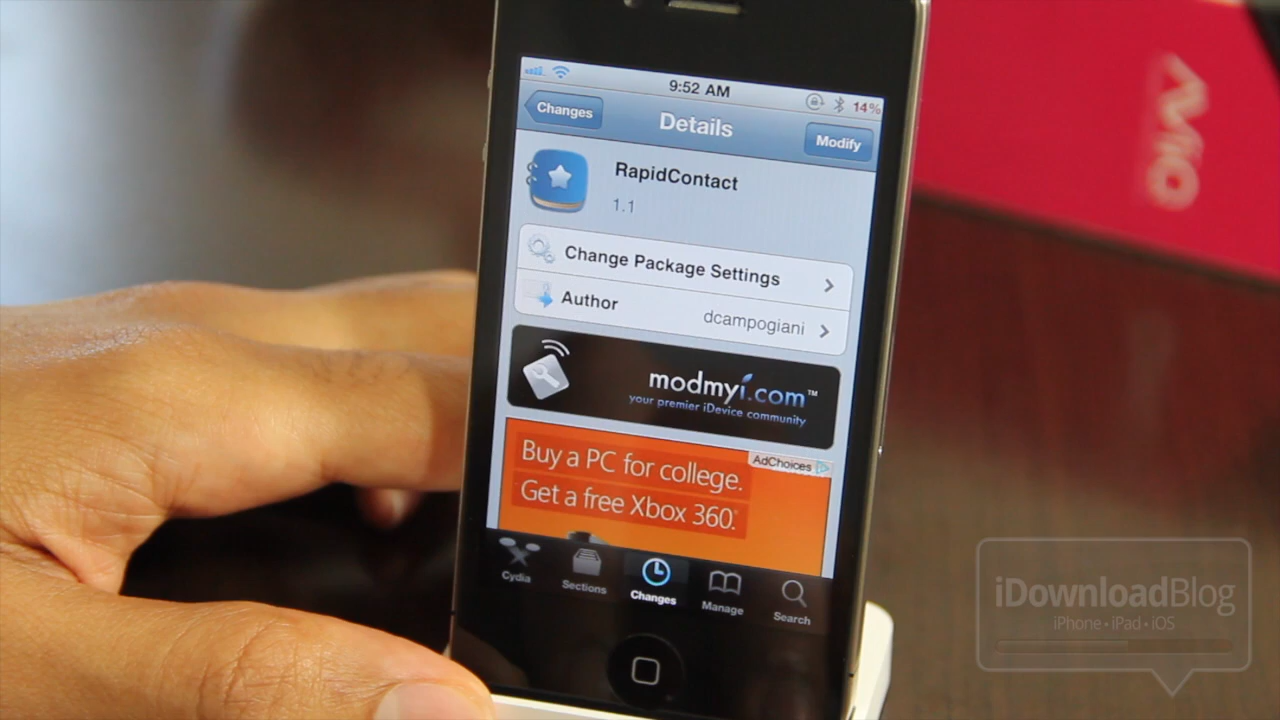 9:52 AM
14%
Changes
Details
Modify
RapidContact
1.1
Change Package Settings
Author
dcampogiani
modmyi.com™
your premier iDevice community
AdChoices
Buy a PC for college.
Get a free Xbox 360.*
Cydia
Sections
Changes
Manage
Search
VIO
iDownloadBlog
iPhone • iPad • iOS